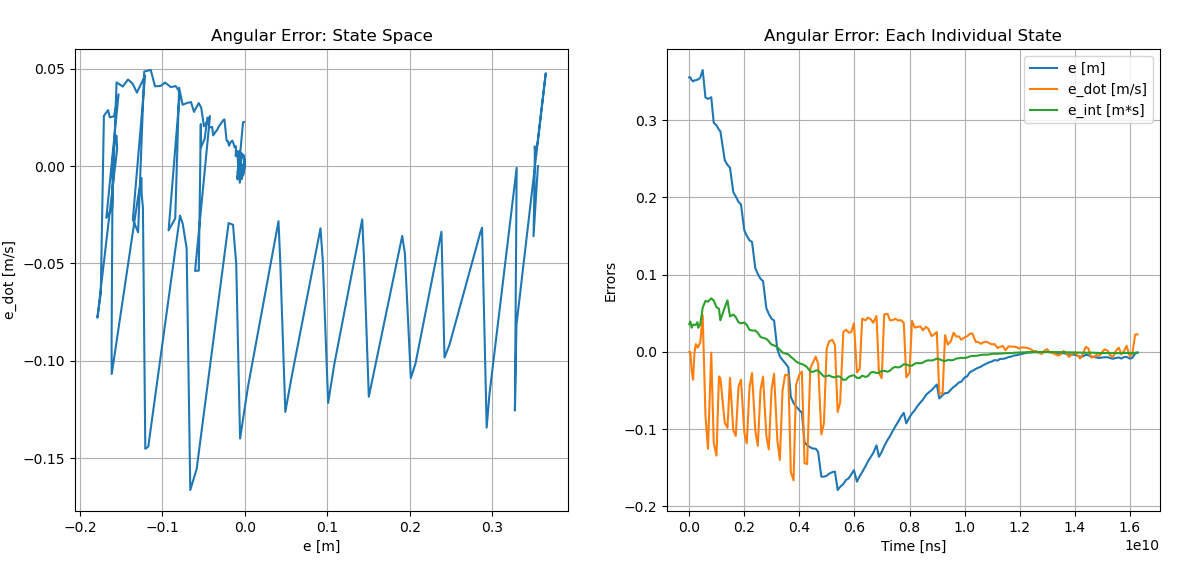 Angular Error: State Space
e_dot [m/s]
0.05
0.00
−0.05
−0.10
−0.15
−0.2
−0.1
0.0
0.1
0.2
0.3
e [m]
Angular Error: Each Individual State
e [m]
e_dot [m/s]
e_int [m*s]
Errors
0.3
0.2
0.1
0.0
−0.1
−0.2
0.0
0.2
0.4
0.6
0.8
1.0
1.2
1.4
1.6
1e10
Time [ns]